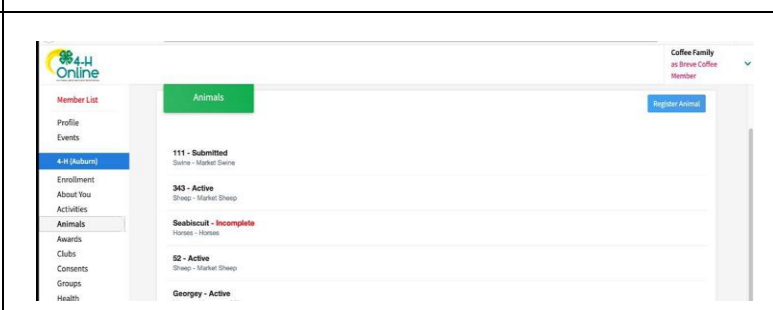 4-H
Online
Coffee Family
as Breve Coffee
Member
Member List
Profile
Events
4-H (Auburn)
Enrollment
About You
Activities
Animals
Awards
Clubs
Consents
Groups
Health
Animals
Register Animal
111 - Submitted
Swine - Market Swine
343 - Active
Sheep - Market Sheep
Seabiscuit - Incomplete
Horses - Horses
52 - Active
Sheep - Market Sheep
Georgey - Active